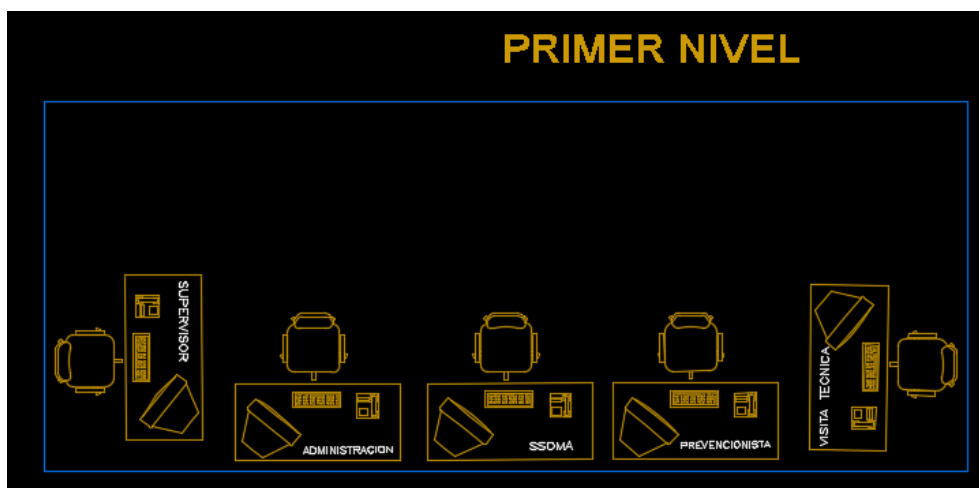 PRIMER NIVEL
SUPERVISOR
ADMINISTRACION
SSOMA
PREVENCIONISTA
VISITA TECNICA